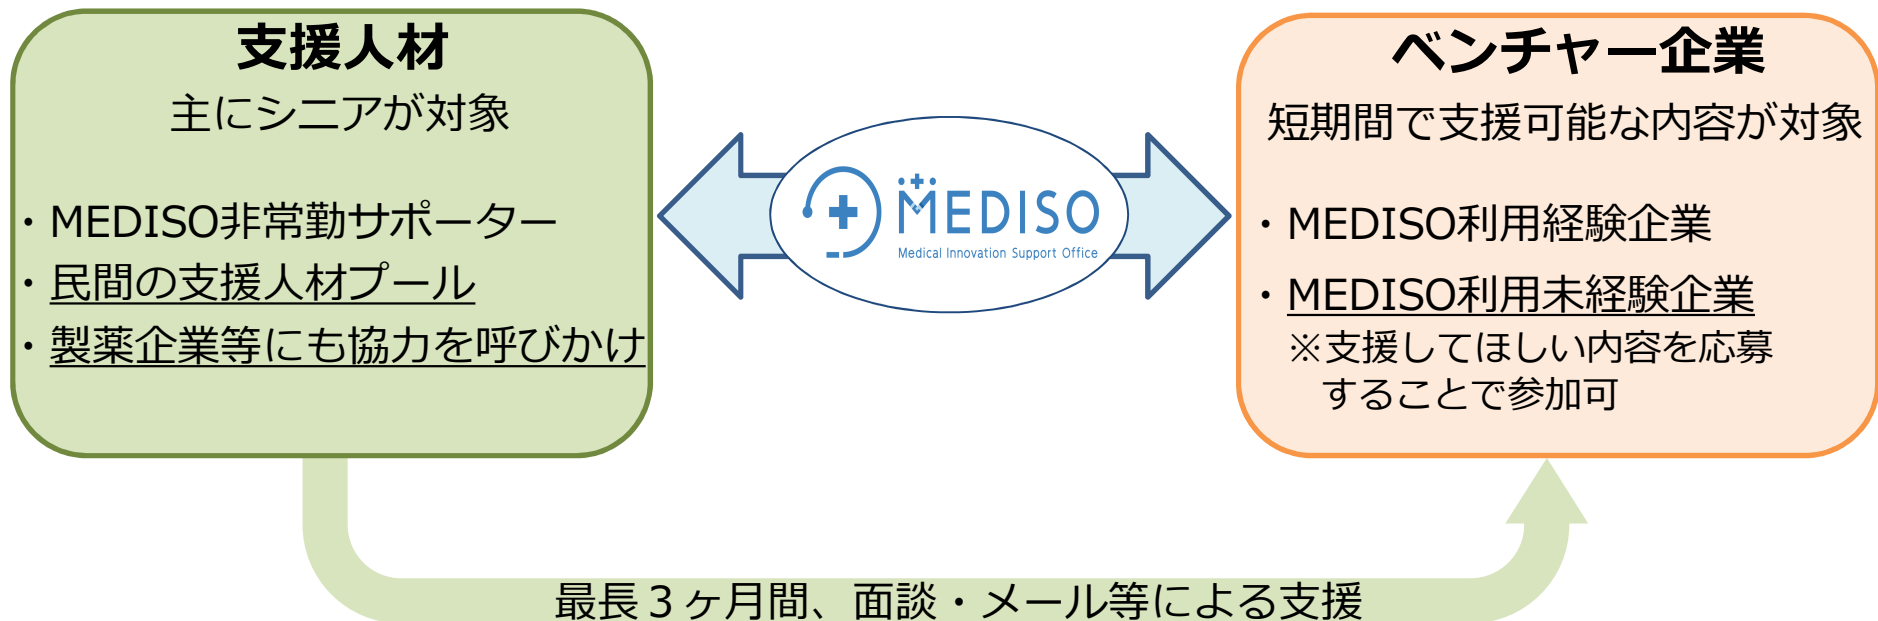 支援人材
主にシニアが対象
・MEDISO非常勤サポーター
・民間の支援人材プール
・製薬企業等にも協力を呼びかけ
MEDISO
Medical Innovation Support Office
ベンチャー企業
短期間で支援可能な内容が対象
・MEDISO利用経験企業
・MEDISO利用未経験企業
※支援してほしい内容を応募
することで参加可
最長３ヶ月間、面談・メール等による支援